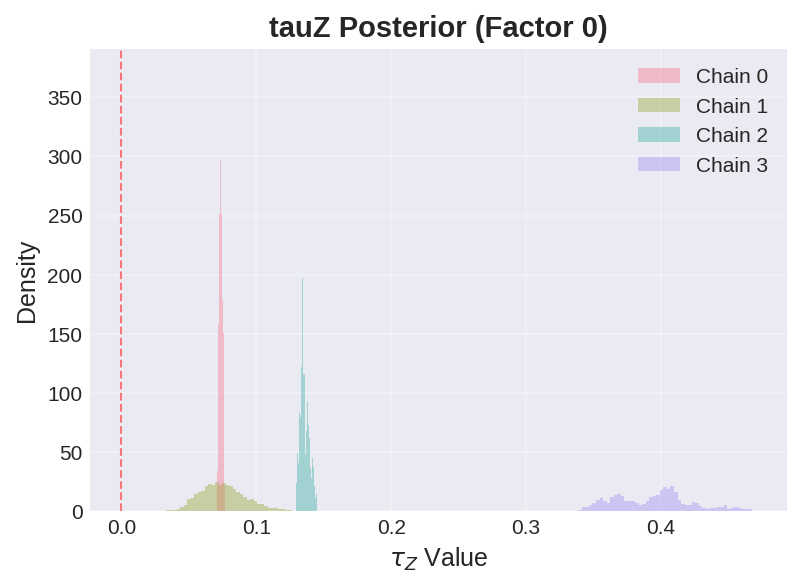 tauZ Posterior (Factor 0)
Chain 0
Chain 1
Chain 2
Chain 3
Density
350
300
250
200
150
100
50
0
0.0 0.1 0.2 0.3 0.4
τ_Z Value